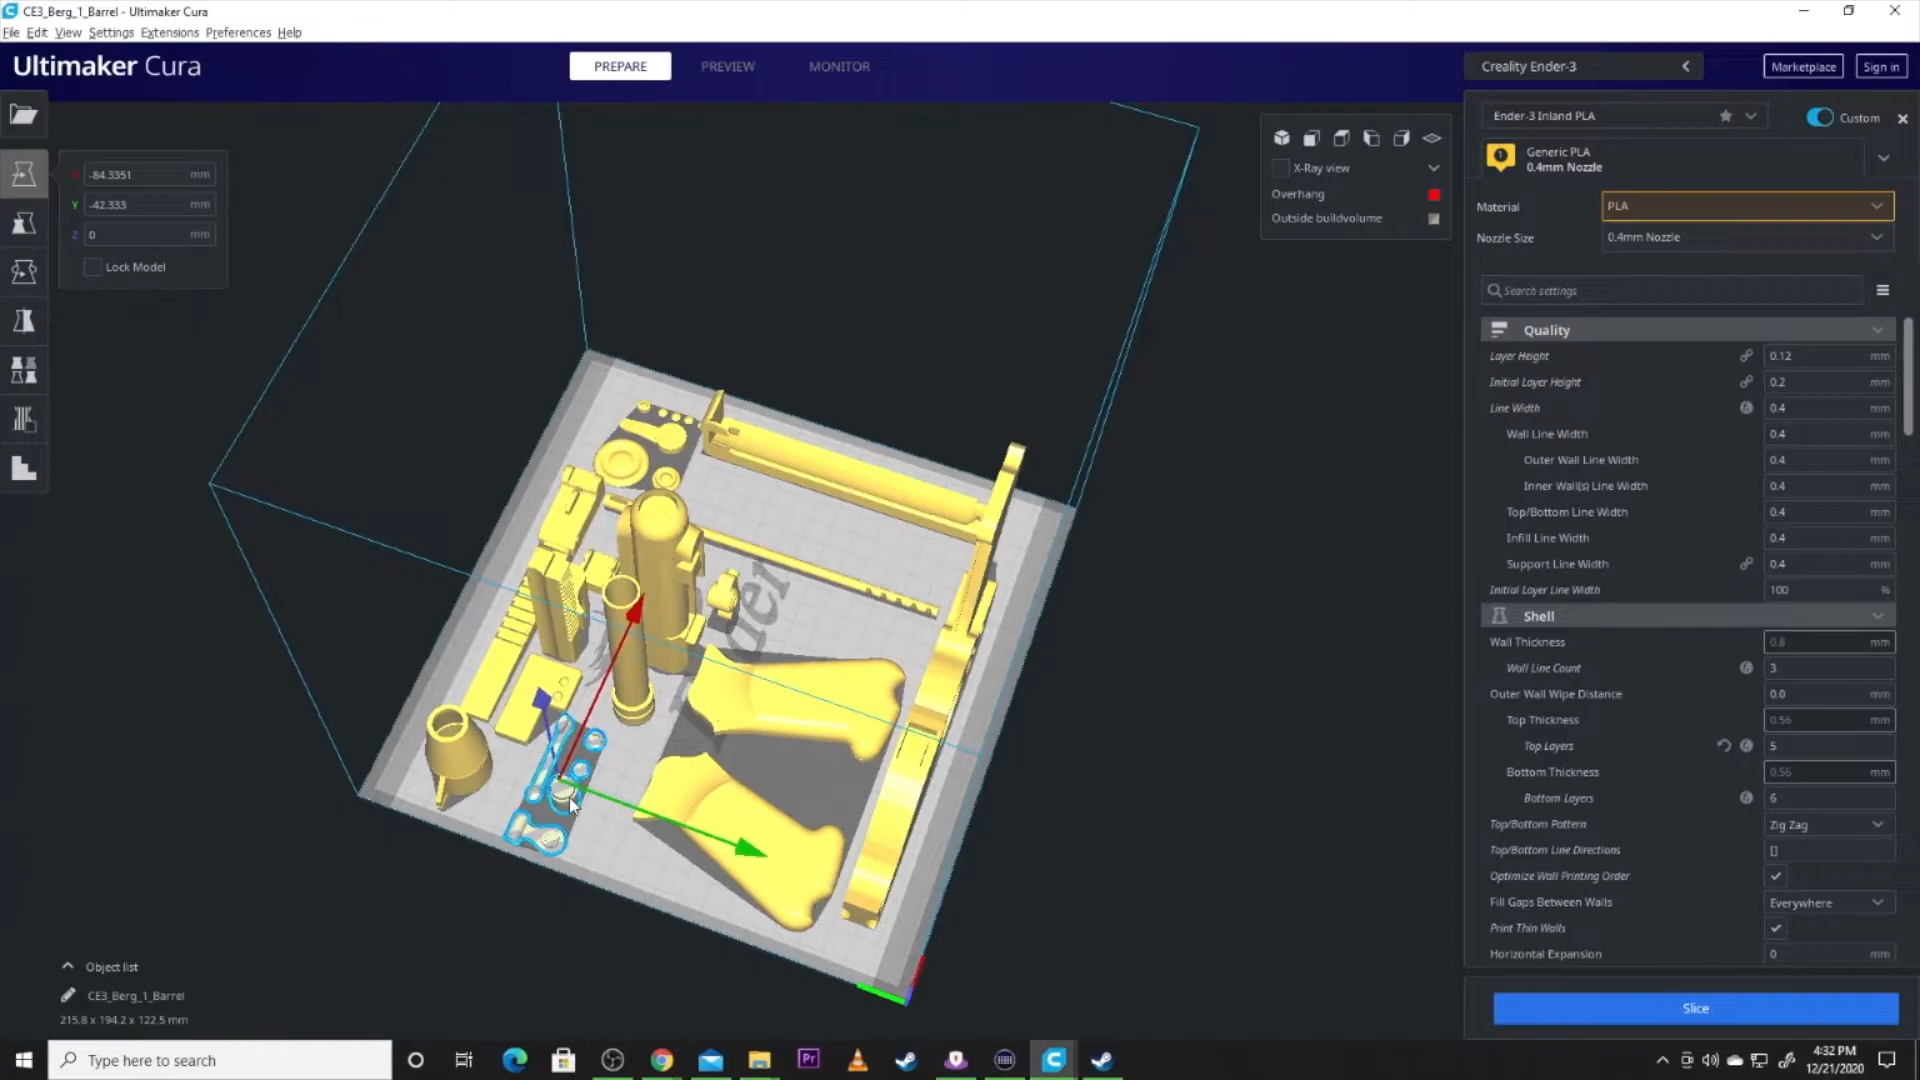 CE3_Berg_1_Barrel - Ultimaker Cura
File Edit View Settings Extensions Preferences Help
Ultimaker Cura
PREPARE
PREVIEW
MONITOR
Creality Ender-3
Marketplace
Sign in
Ender-3 Inland PLA
Custom
1
Generic PLA
0.4mm Nozzle
Material
PLA
Nozzle Size
0.4mm Nozzle
Search settings
X -84.3351 mm
Y -42.333 mm
Z 0 mm
Lock Model
X-Ray view
Overhang
Outside buildvolume
Quality
Layer Height 0.12 mm
Initial Layer Height 0.2 mm
Line Width 0.4 mm
Wall Line Width 0.4 mm
Outer Wall Line Width 0.4 mm
Inner Wall(s) Line Width 0.4 mm
Top/Bottom Line Width 0.4 mm
Infill Line Width 0.4 mm
Support Line Width 0.4 mm
Initial Layer Line Width 100 %
Shell
Wall Thickness 0.8 mm
Wall Line Count 3
Outer Wall Wipe Distance 0.0 mm
Top Thickness 0.56 mm
Top Layers 5
Bottom Thickness 0.56 mm
Bottom Layers 6
Top/Bottom Pattern Zig Zag
Top/Bottom Line Directions []
Optimize Wall Printing Order
Fill Gaps Between Walls Everywhere
Print Thin Walls
Horizontal Expansion 0 mm
Slice
Object list
CE3_Berg_1_Barrel
215.8 x 194.2 x 122.5 mm
Type here to search
Pr
4:32 PM
12/21/2020